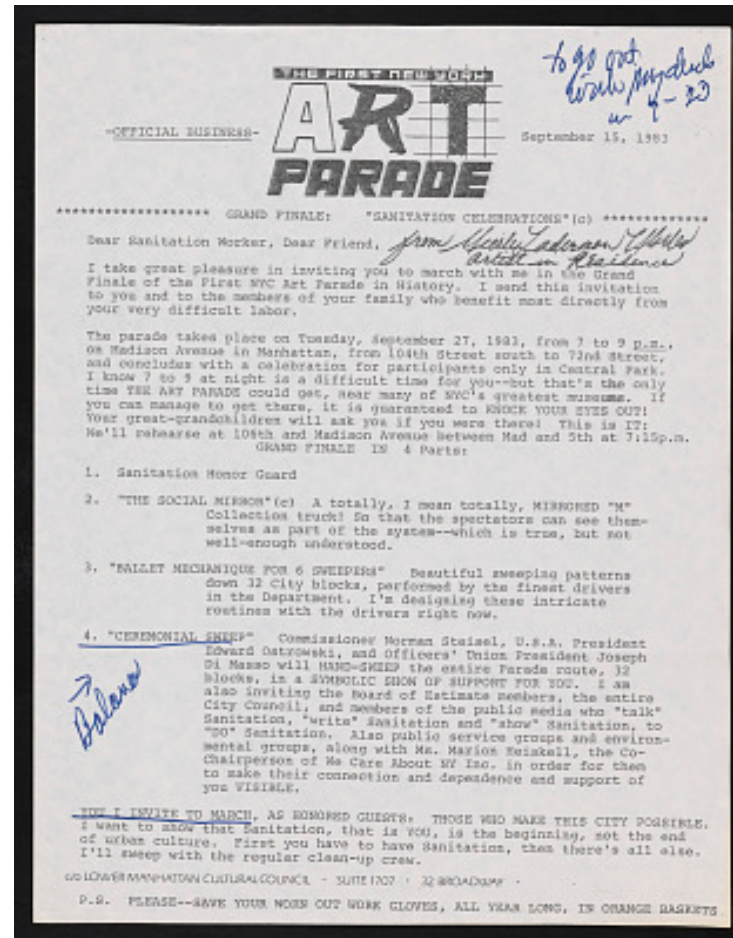 to go out
THE FIRST NEW YORK
ART
PARADE
-OFFICIAL BUSINESS-
September 15, 1983
******************* GRAND FINALE: "SANITATION CELEBRATIONS"(c) *************
Dear Sanitation Worker, Dear Friend, from Mierle Laderman Ukeles
artist in Residence
I take great pleasure in inviting you to march with me in the Grand
Finale of the First NYC Art Parade in History. I send this invitation
to you and to the members of your family who benefit most directly from
your very difficult labor.
The parade takes place on Tuesday, September 27, 1983, from 7 to 9 p.m.,
on Madison Avenue in Manhattan, from 104th Street south to 72nd Street,
and concludes with a celebration for participants only in Central Park.
I know 7 to 9 at night is a difficult time for you--but that's the only
time THE ART PARADE could get, near many of NYC's greatest museums. If
you can manage to get there, it is guaranteed to KNOCK YOUR EYES OUT!
Your great-grandchildren will ask you if you were there! This is IT:
We'll rehearse at 106th and Madison Avenue between Mad and 5th at 7:15p.m.
GRAND FINALE IN 4 Parts:
1. Sanitation Honor Guard
2. "THE SOCIAL MIRROR"(c) A totally, I mean totally, MIRRORED "M"
Collection truck! So that the spectators can see them-
selves as part of the system--which is true, but not
well-enough understood.
3. "BALLET MECHANIQUE FOR 6 SWEEPERS" Beautiful sweeping patterns
down 32 City blocks, performed by the finest drivers
in the Department. I'm designing these intricate
routines with the drivers right now.
4. "CEREMONIAL SWEEP" Commissioner Norman Steisel, U.S.A. President
Edward Ostrowski, and Officers' Union President Joseph
Di Masso will HAND-SWEEP the entire Parade route, 32
blocks, in a SYMBOLIC SHOW OF SUPPORT FOR YOU. I am
also inviting the Board of Estimate members, the entire
City Council, and members of the public media who "talk"
Sanitation, "write" Sanitation and "show" Sanitation, to
"DO" Sanitation. Also public service groups and environ-
mental groups, along with Ms. Marion Heiskell, the Co-
Chairperson of We Care About NY Inc. in order for them
to make their connection and dependence and support of
you VISIBLE.
YOU I INVITE TO MARCH, AS HONORED GUESTS. THOSE WHO MAKE THIS CITY POSSIBLE.
I want to show that Sanitation, that is YOU, is the beginning, not the end
of urban culture. First you have to have Sanitation, then there's all else.
I'll sweep with the regular clean-up crew.
c/o LOWER MANHATTAN CULTURAL COUNCIL - SUITE 1707 · 32 BROADWAY ·
P.S. PLEASE--SAVE YOUR WORN OUT WORK GLOVES, ALL YEAR LONG, IN ORANGE BASKETS